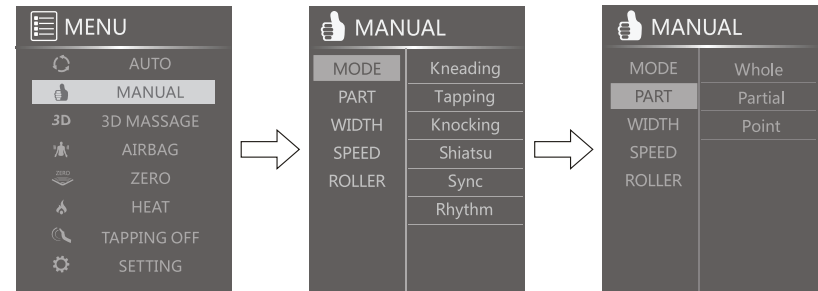 MENU
AUTO
MANUAL
3D 3D MASSAGE
AIRBAG
ZERO ZERO
HEAT
TAPPING OFF
SETTING
MANUAL
MODE Kneading
PART Tapping
WIDTH Knocking
SPEED Shiatsu
ROLLER Sync
Rhythm
MANUAL
MODE Whole
PART Partial
WIDTH Point
SPEED
ROLLER